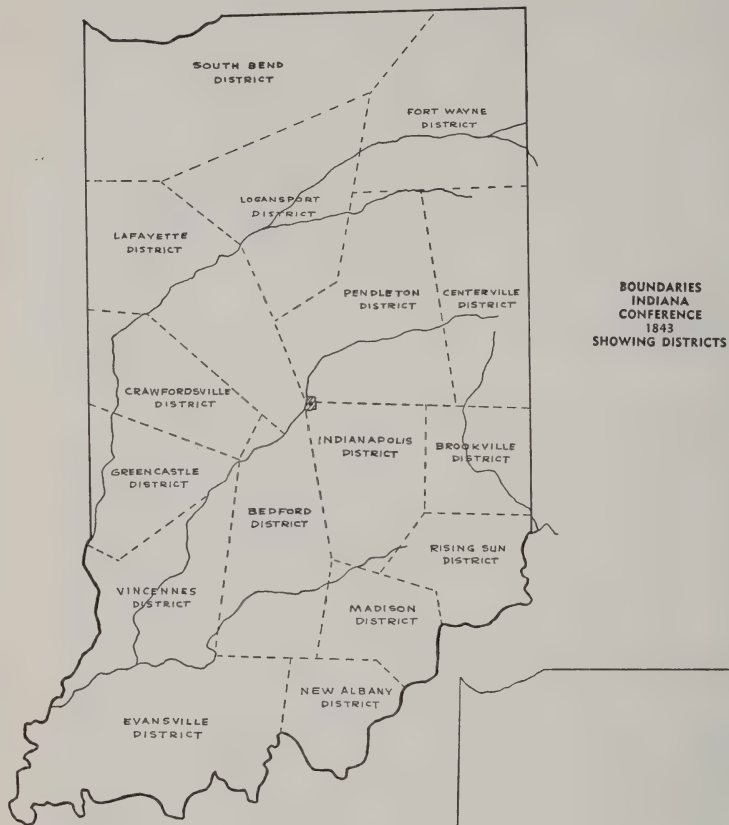 SOUTH BEND
DISTRICT
FORT WAYNE
DISTRICT
LOGANSPORT
DISTRICT
LAFAYETTE
DISTRICT
PENDLETON
DISTRICT
CENTERVILLE
DISTRICT
BOUNDARIES
INDIANA
CONFERENCE
1843
SHOWING DISTRICTS
CRAWFORDSVILLE
DISTRICT
INDIANAPOLIS
DISTRICT
BROOKVILLE
DISTRICT
GREENCASTLE
DISTRICT
BEDFORD
DISTRICT
RISING SUN
DISTRICT
VINCENNES
DISTRICT
MADISON
DISTRICT
NEW ALBANY
DISTRICT
EVANSVILLE
DISTRICT